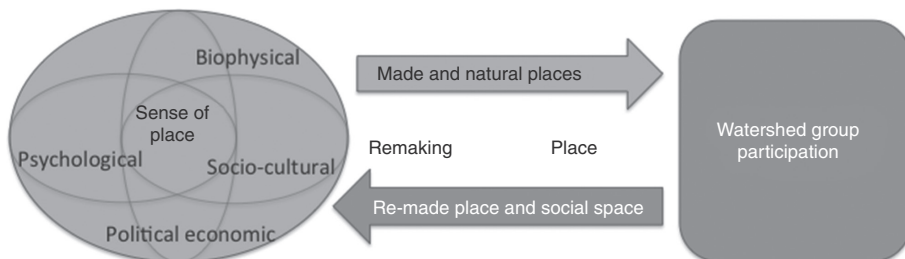 Biophysical
Sense of
place
Psychological
Socio-cultural
Political economic
Made and natural places
Remaking Place
Re-made place and social space
Watershed group
participation